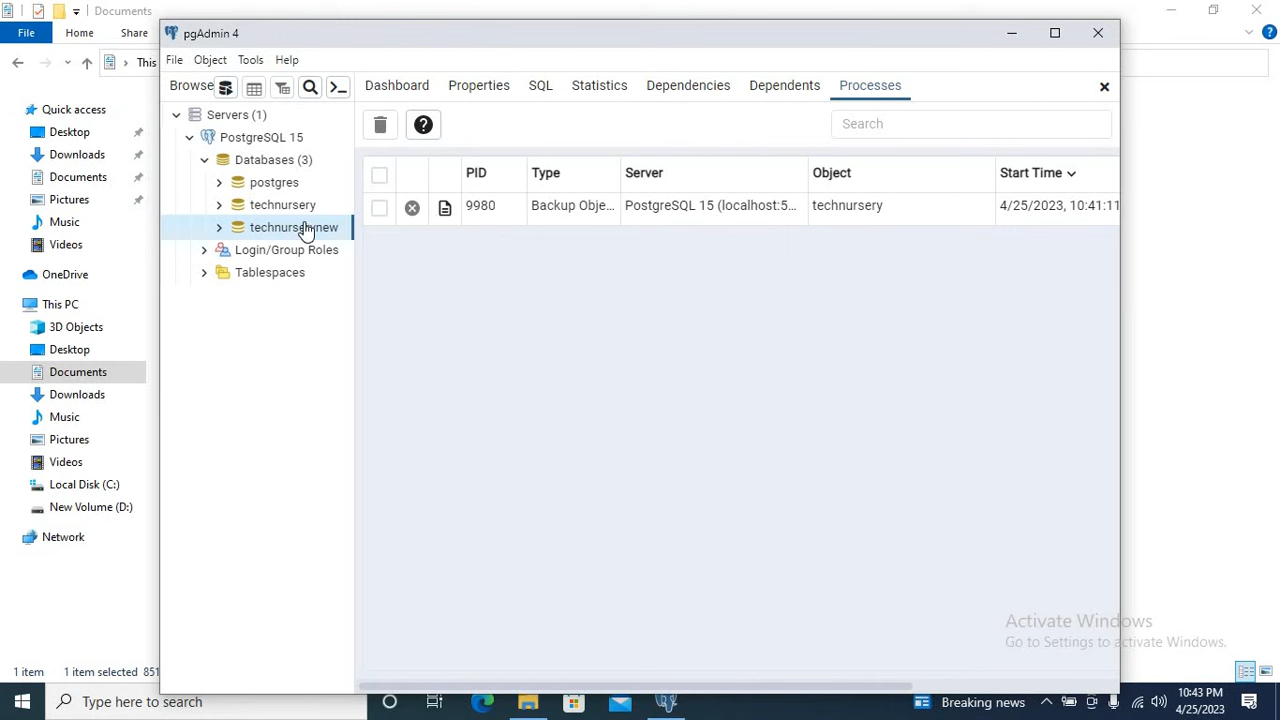 Documents
File
Home
Share
This
Quick access
Desktop
Downloads
Documents
Pictures
Music
Videos
OneDrive
This PC
3D Objects
Desktop
Documents
Downloads
Music
Pictures
Videos
Local Disk (C:)
New Volume (D:)
Network
1 item
1 item selected 851
pgAdmin 4
File
Object
Tools
Help
Browse
Servers (1)
PostgreSQL 15
Databases (3)
postgres
technursery
technurserynew
Login/Group Roles
Tablespaces
Dashboard
Properties
SQL
Statistics
Dependencies
Dependents
Processes
Search
PID
Type
Server
Object
Start Time
9980
Backup Obje...
PostgreSQL 15 (localhost:5...
technursery
4/25/2023, 10:41:11
Activate Windows
Go to Settings to activate Windows.
Type here to search
Breaking news
10:43 PM
4/25/2023